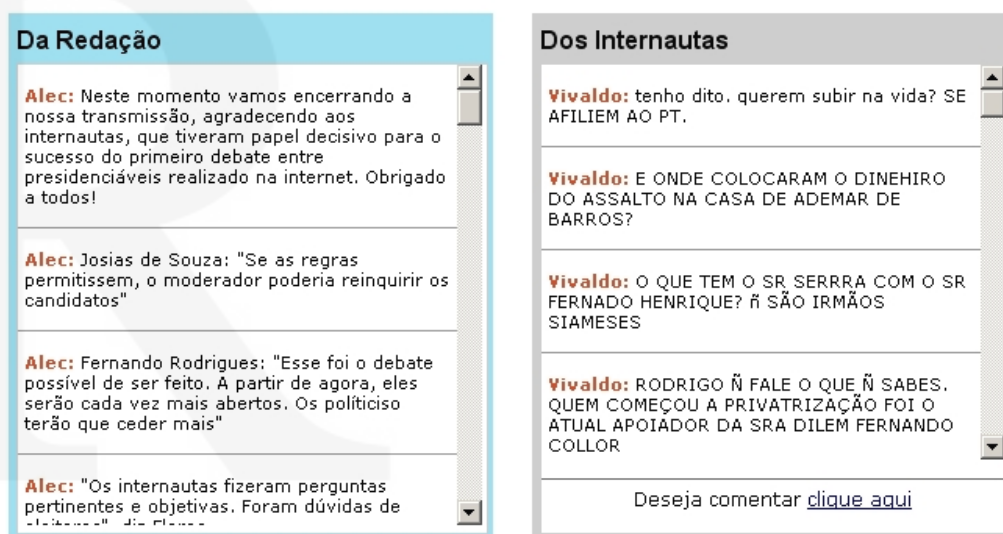 Da Redação
Alec: Neste momento vamos encerrando a
nossa transmissão, agradecendo aos
internautas, que tiveram papel decisivo para o
sucesso do primeiro debate entre
presidenciáveis realizado na internet. Obrigado
a todos!
Alec: Josias de Souza: "Se as regras
permitissem, o moderador poderia reinquirir os
candidatos"
Alec: Fernando Rodrigues: "Esse foi o debate
possível de ser feito. A partir de agora, eles
serão cada vez mais abertos. Os políticiso
terão que ceder mais"
Alec: "Os internautas fizeram perguntas
pertinentes e objetivas. Foram dúvidas de
Dos Internautas
Vivaldo: tenho dito. querem subir na vida? SE
AFILIEM AO PT.
Vivaldo: E ONDE COLOCARAM O DINEHIRO
DO ASSALTO NA CASA DE ADEMAR DE
BARROS?
Vivaldo: O QUE TEM O SR SERRRA COM O SR
FERNADO HENRIQUE? ñ SÃO IRMÃOS
SIAMESES
Vivaldo: RODRIGO Ñ FALE O QUE Ñ SABES.
QUEM COMEÇOU A PRIVATRIZAÇÃO FOI O
ATUAL APOIADOR DA SRA DILEM FERNANDO
COLLOR
Deseja comentar clique aqui